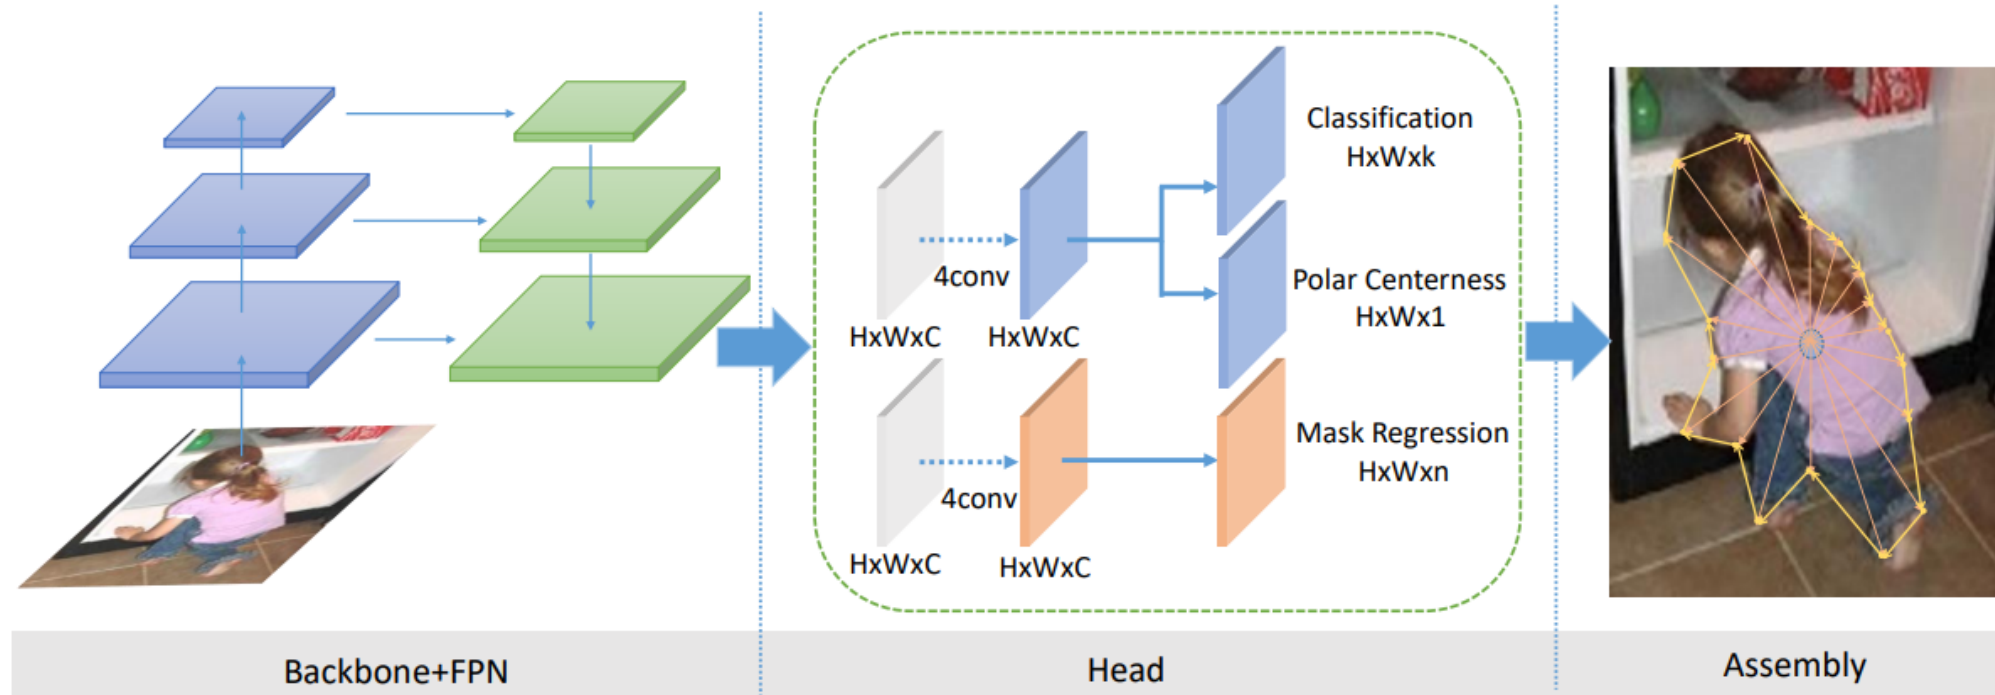 Classification
HxWxk
4conv
HxWxC
HxWxC
Polar Centerness
HxWx1
4conv
HxWxC
HxWxC
Mask Regression
HxWxn
Backbone+FPN
Head
Assembly